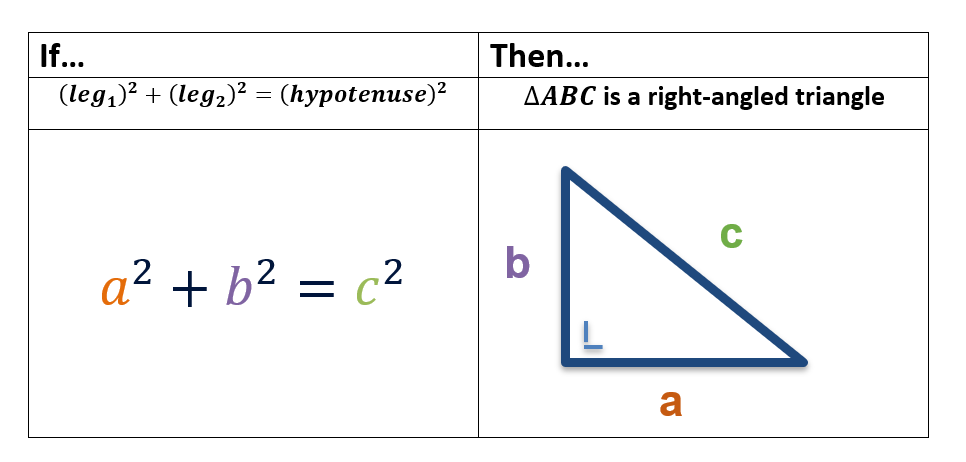 If...
Then...
(leg₁)² + (leg₂)² = (hypotenuse)²
ΔABC is a right-angled triangle
a² + b² = c²
b
c
a